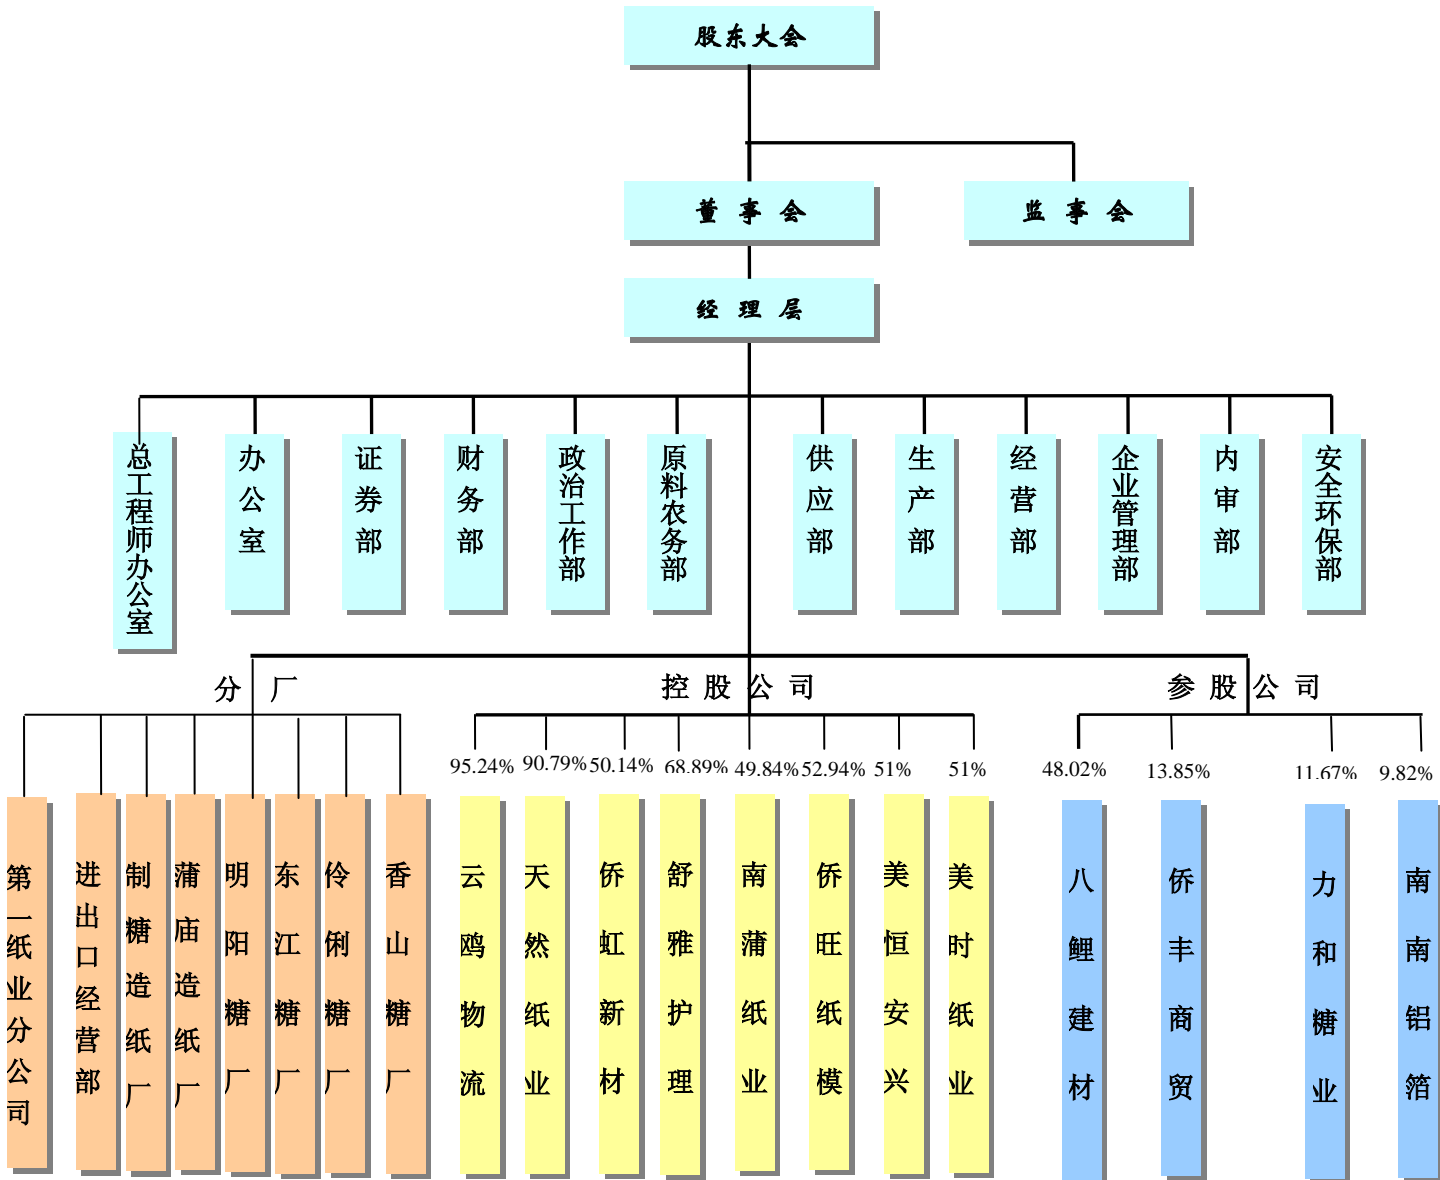 股东大会
董事会
监事会
经理层
总工程师办公室
办公室
证券部
财务部
政治工作部
原料农务部
供应部
生产部
经营部
企业管理部
内审部
安全环保部
分厂
控股公司
参股公司
95.24%
90.79%
50.14%
68.89%
49.84%
52.94%
51%
51%
48.02%
13.85%
11.67%
9.82%
第一纸业分公司
进出口经营部
制糖造纸厂
蒲庙造纸厂
明阳糖厂
东江糖厂
伶俐糖厂
香山糖厂
云鸥物流
天然纸业
侨虹新材
舒雅护理
南蒲纸业
侨旺纸模
美恒安兴
美时纸业
八鲤建材
侨丰商贸
力和糖业
南南铝箔